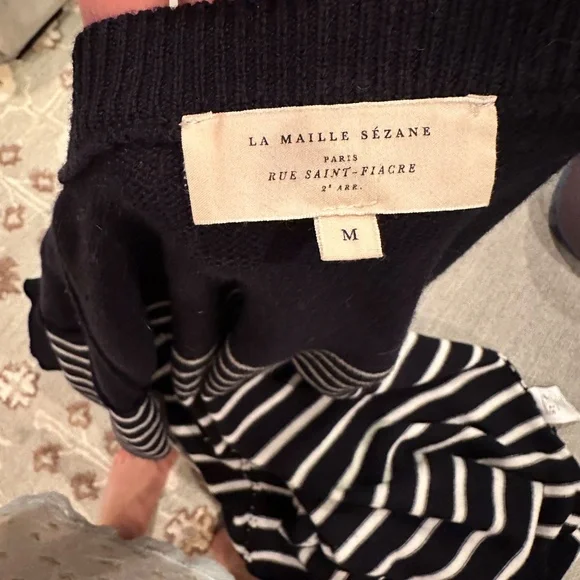 LA MAILLE SÉZANE
PARIS
RUE SAINT-FIACRE
2ᵉ ARR.
M